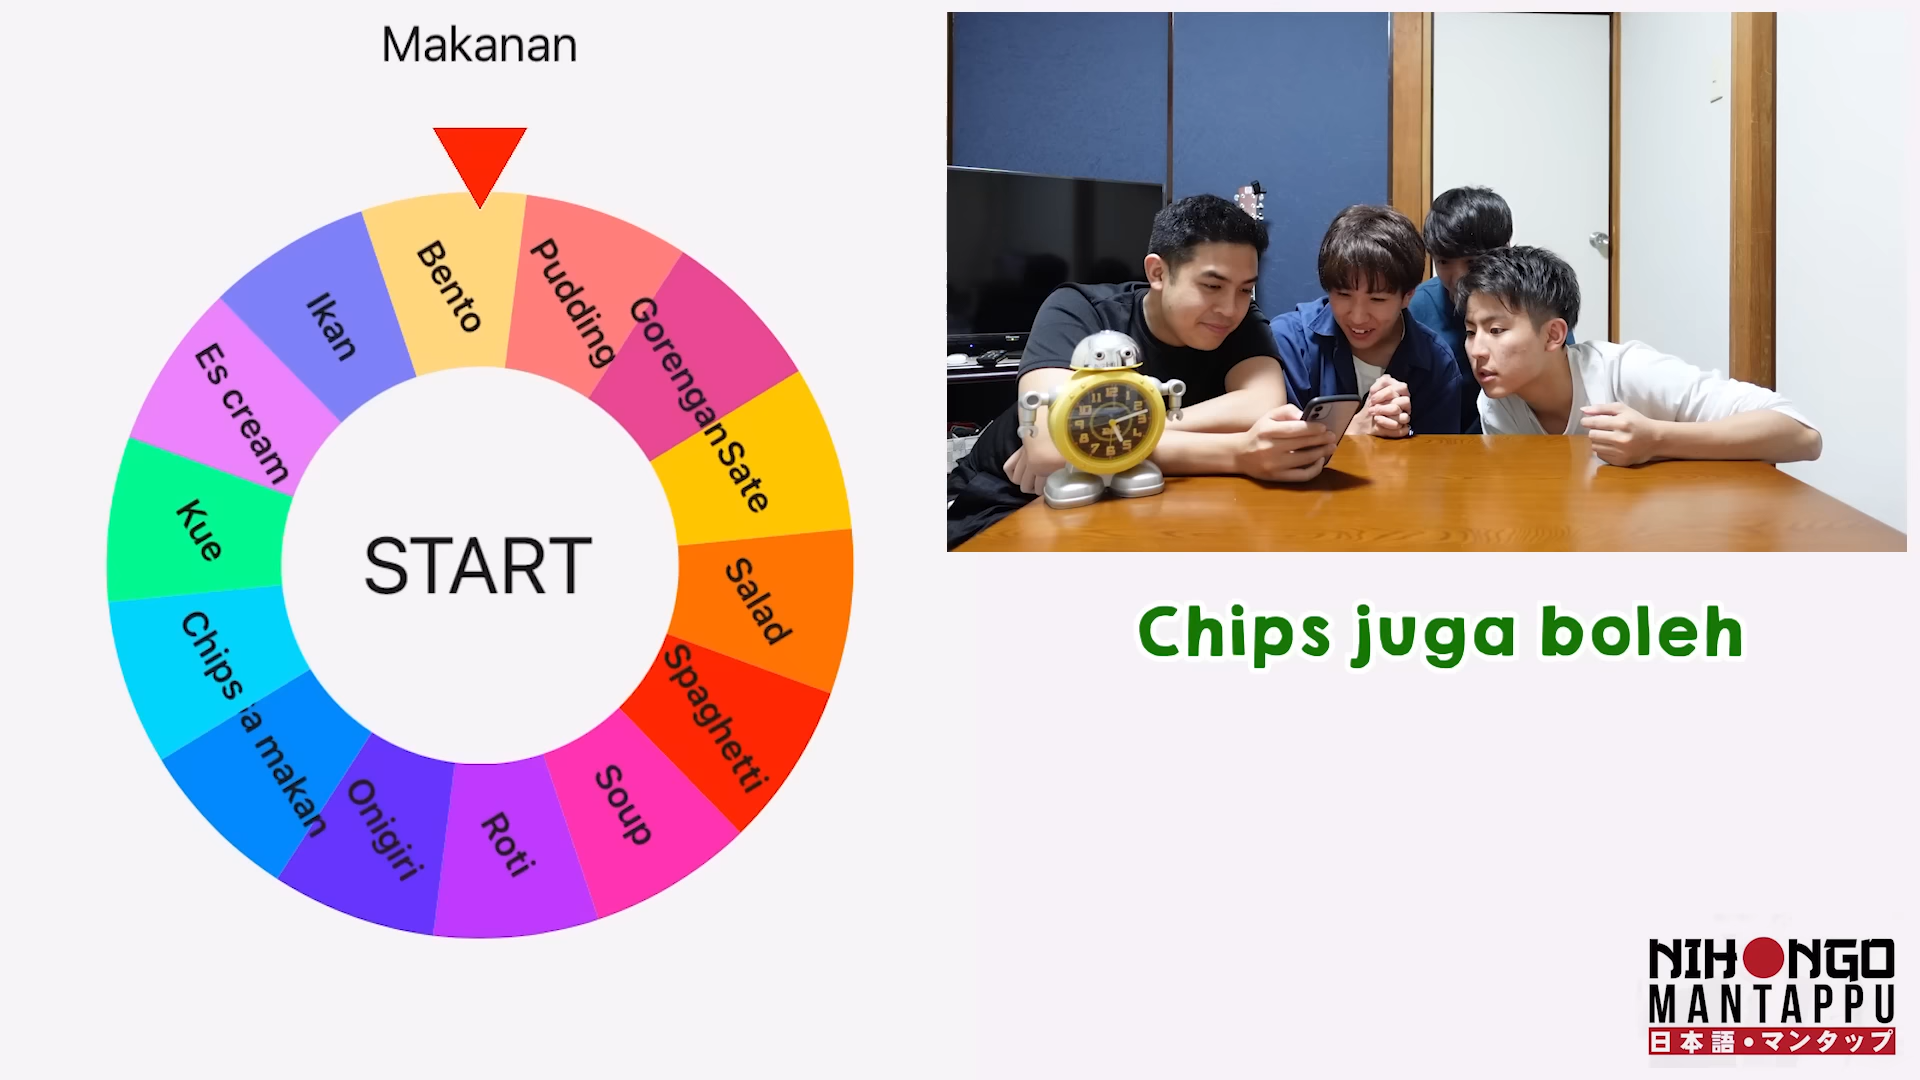 Makanan
Bento
Pudding
Gorengan
Sate
Salad
Spaghetti
Soup
Roti
Onigiri
a makan
Chips
Kue
Es cream
Ikan
START
Chips juga boleh
NIHONGO
MANTAPPU
日本語・マンタップ